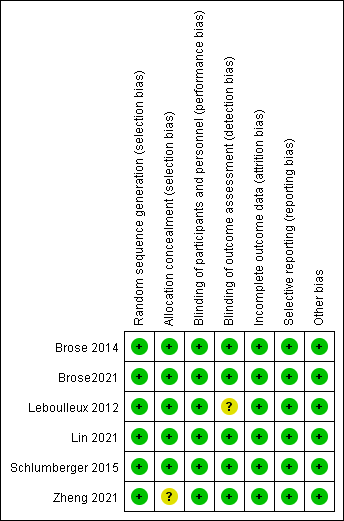 Random sequence generation (selection bias)
Allocation concealment (selection bias)
Blinding of participants and personnel (performance bias)
Blinding of outcome assessment (detection bias)
Incomplete outcome data (attrition bias)
Selective reporting (reporting bias)
Other bias
Brose 2014 + + + + + + +
Brose2021 + + + + + + +
Leboulleux 2012 + + + ? + + +
Lin 2021 + + + + + + +
Schlumberger 2015 + + + + + + +
Zheng 2021 + ? + + + + +